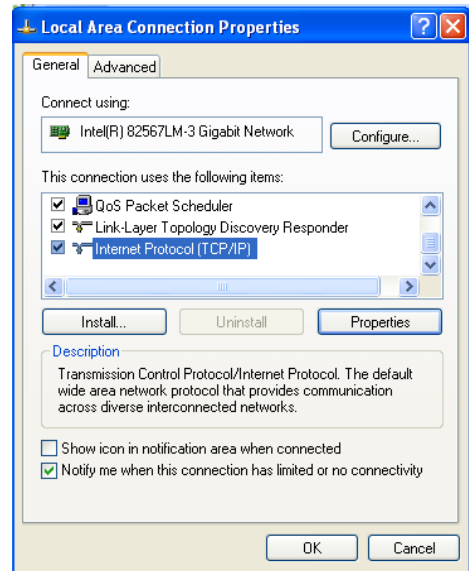 Local Area Connection Properties
General Advanced
Connect using:
Intel(R) 82567LM-3 Gigabit Network Configure...
This connection uses the following items:
QoS Packet Scheduler
Link-Layer Topology Discovery Responder
Internet Protocol (TCP/IP)
Install... Uninstall Properties
Description
Transmission Control Protocol/Internet Protocol. The default
wide area network protocol that provides communication
across diverse interconnected networks.
Show icon in notification area when connected
Notify me when this connection has limited or no connectivity
OK Cancel